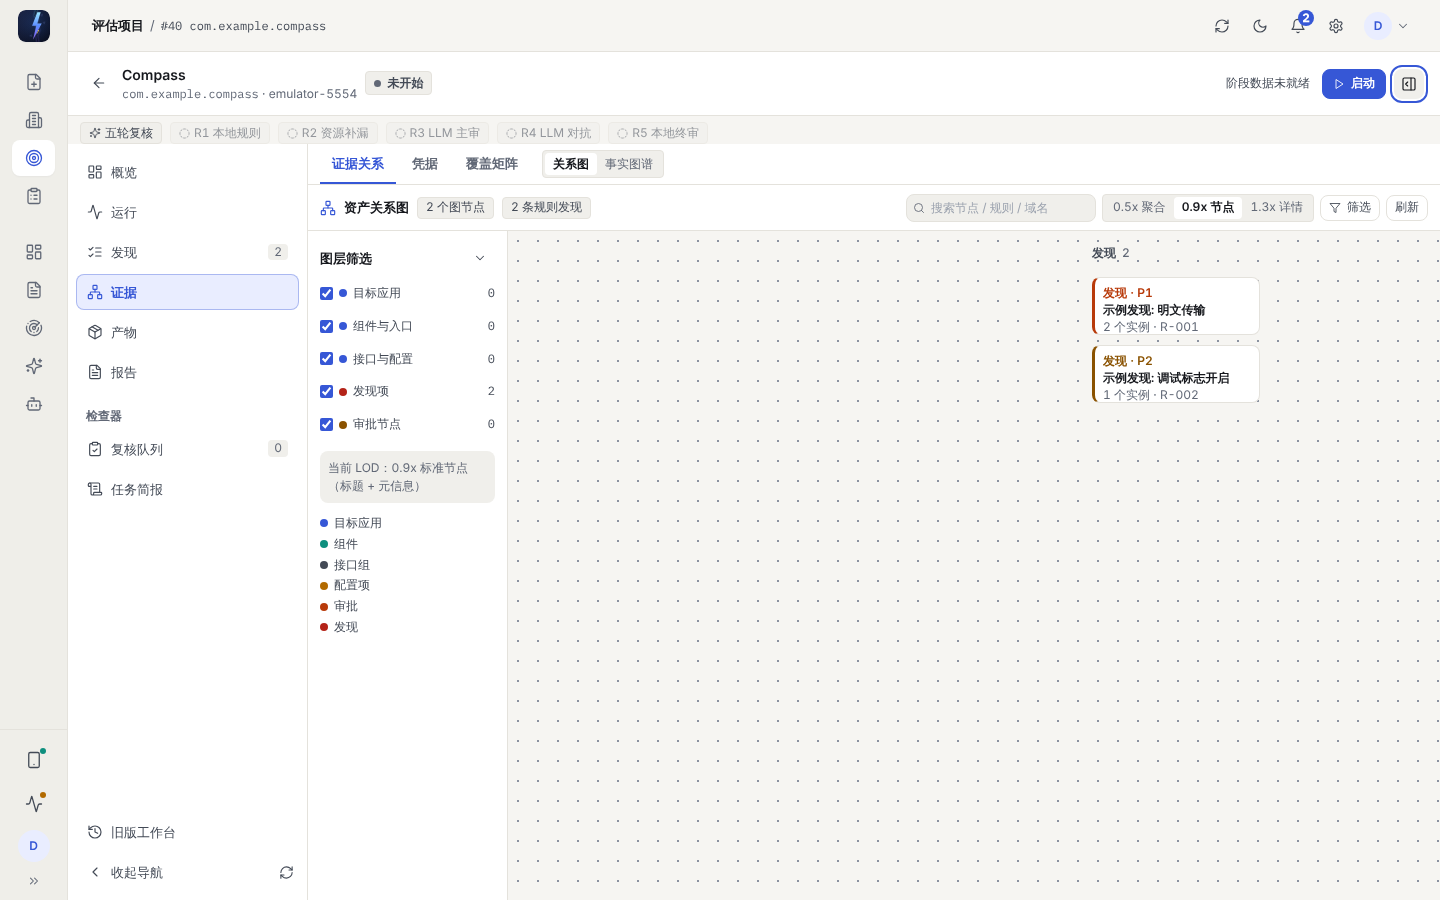 评估项目 / #40 com.example.compass
2
D
Compass
com.example.compass · emulator-5554
未开始
阶段数据未就绪
启动
五轮复核
R1 本地规则
R2 资源补漏
R3 LLM 主审
R4 LLM 对抗
R5 本地终审
概览
运行
发现 2
证据
产物
报告
检查器
复核队列 0
任务简报
旧版工作台
收起导航
D
证据关系
凭据
覆盖矩阵
关系图
事实图谱
资产关系图
2 个图节点
2 条规则发现
搜索节点 / 规则 / 域名
0.5x 聚合
0.9x 节点
1.3x 详情
筛选
刷新
图层筛选
目标应用 0
组件与入口 0
接口与配置 0
发现项 2
审批节点 0
当前 LOD：0.9x 标准节点
（标题 + 元信息）
目标应用
组件
接口组
配置项
审批
发现
发现 2
发现 · P1
示例发现: 明文传输
2 个实例 · R-001
发现 · P2
示例发现: 调试标志开启
1 个实例 · R-002